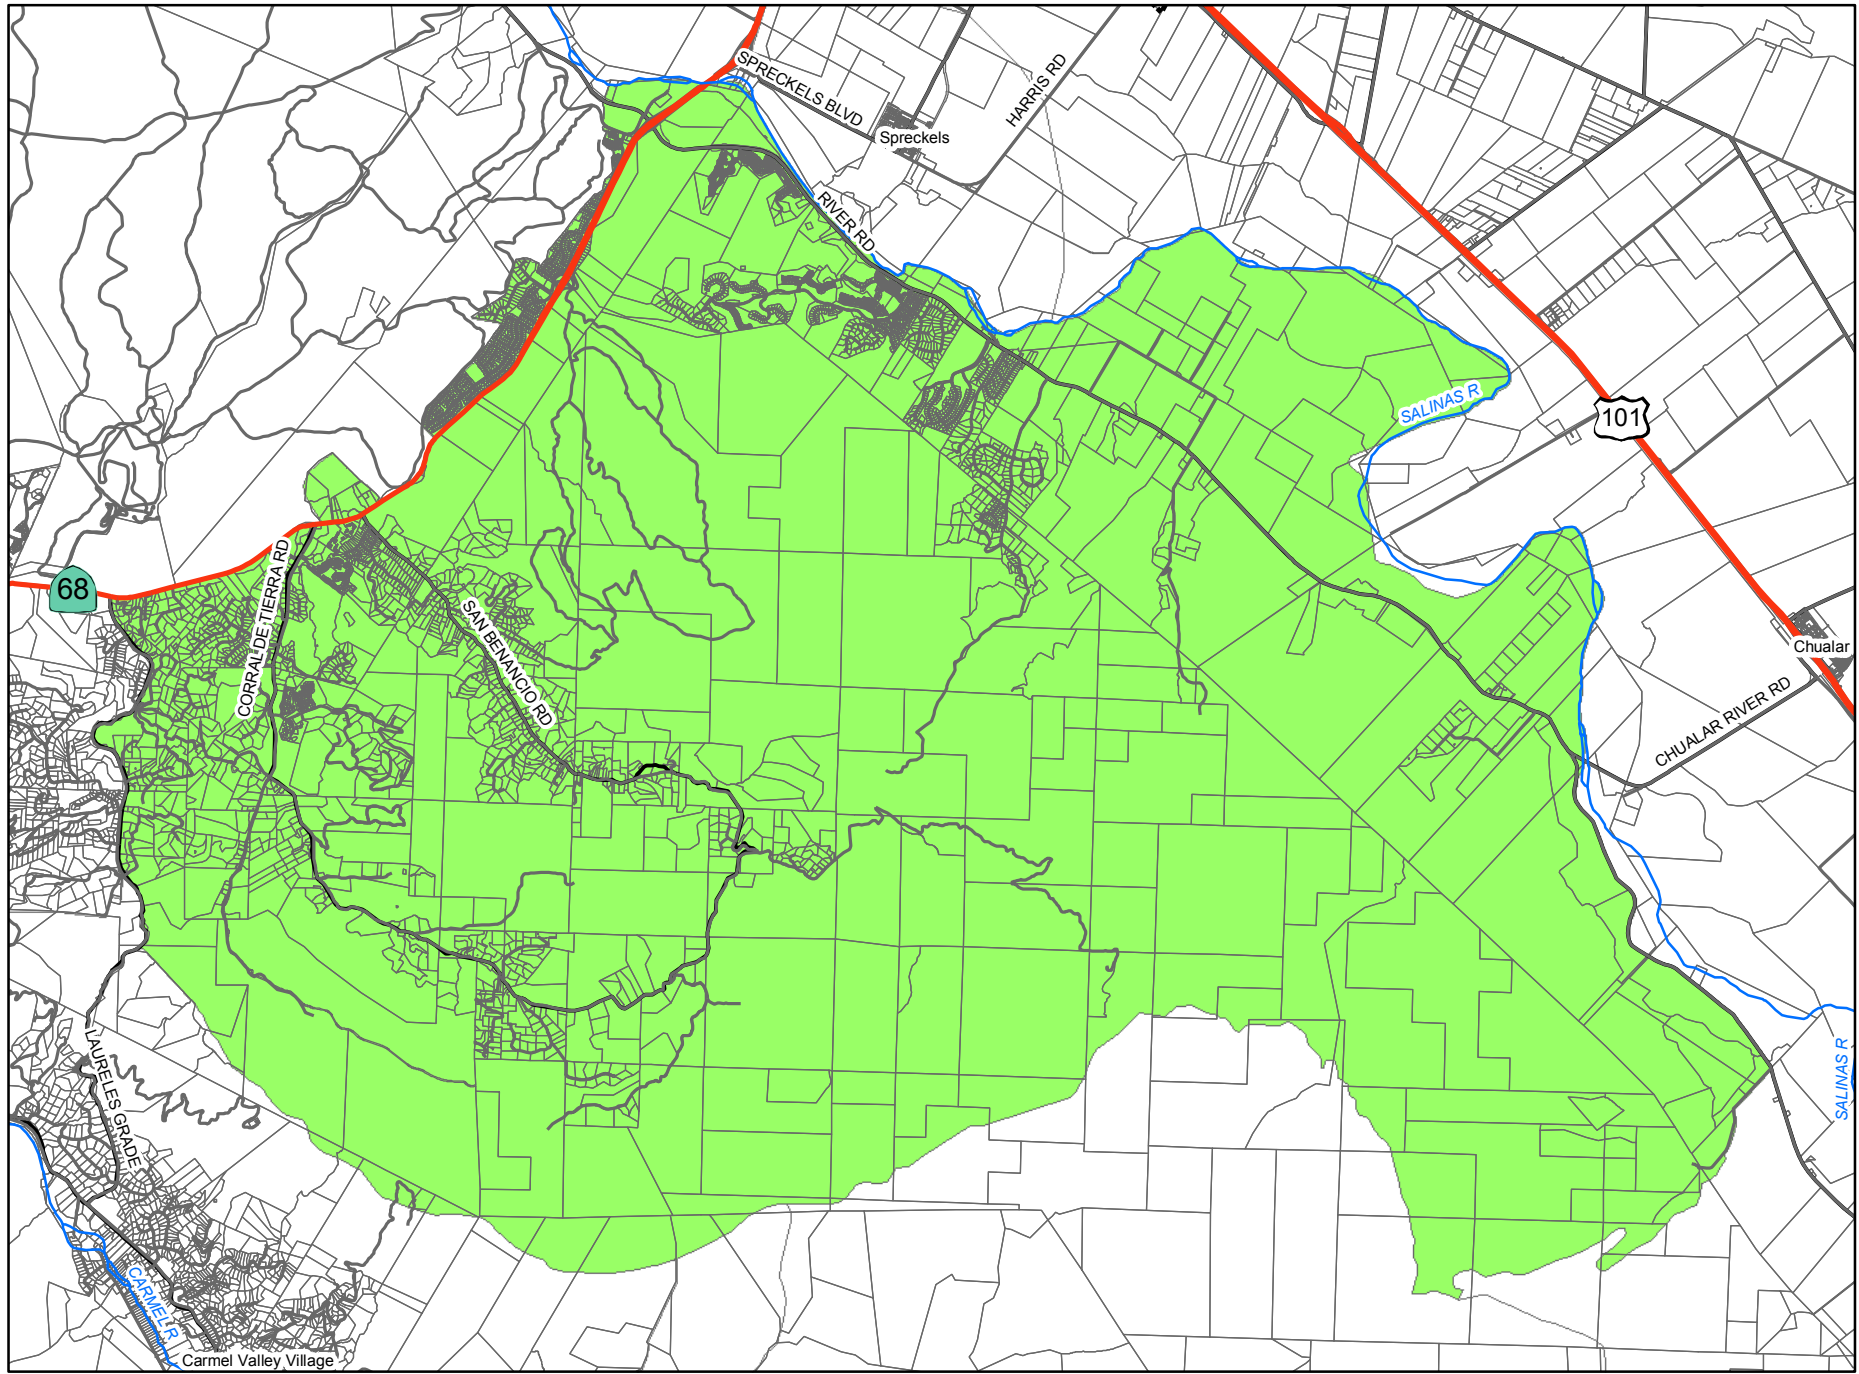 SPRECKELS BLVD
HARRIS RD
Spreckels
RIVER RD
SALINAS R
101
68
CORRAL DE TIERRA RD
SAN BENANCIO RD
Chualar
CHUALAR RIVER RD
LAURELES GRADE
SALINAS R
CARMEL R
Carmel Valley Village